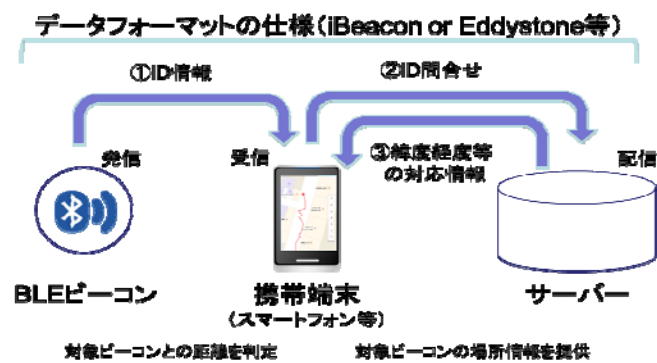 データフォーマットの仕様(iBeacon or Eddystone等)
①ID情報
②ID問合せ
発信
受信
③緯度経度等
の対応情報
配信
BLEビーコン
携帯端末
(スマートフォン等)
サーバー
対象ビーコンとの距離を判定
対象ビーコンの場所情報を提供